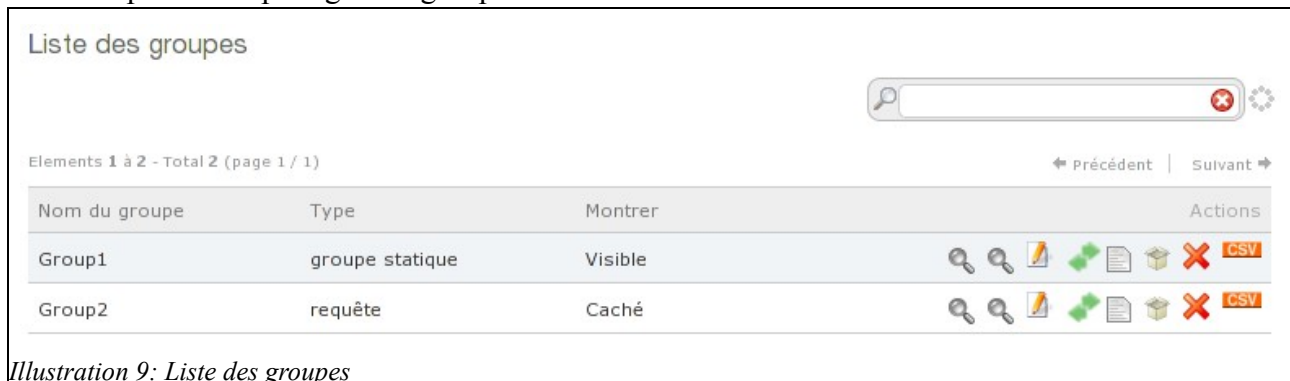 Liste des groupes
Elements 1 à 2 - Total 2 (page 1 / 1)
Précédent | Suivant
Nom du groupe Type Montrer Actions
Group1 groupe statique Visible CSV
Group2 requête Caché CSV
Illustration 9: Liste des groupes